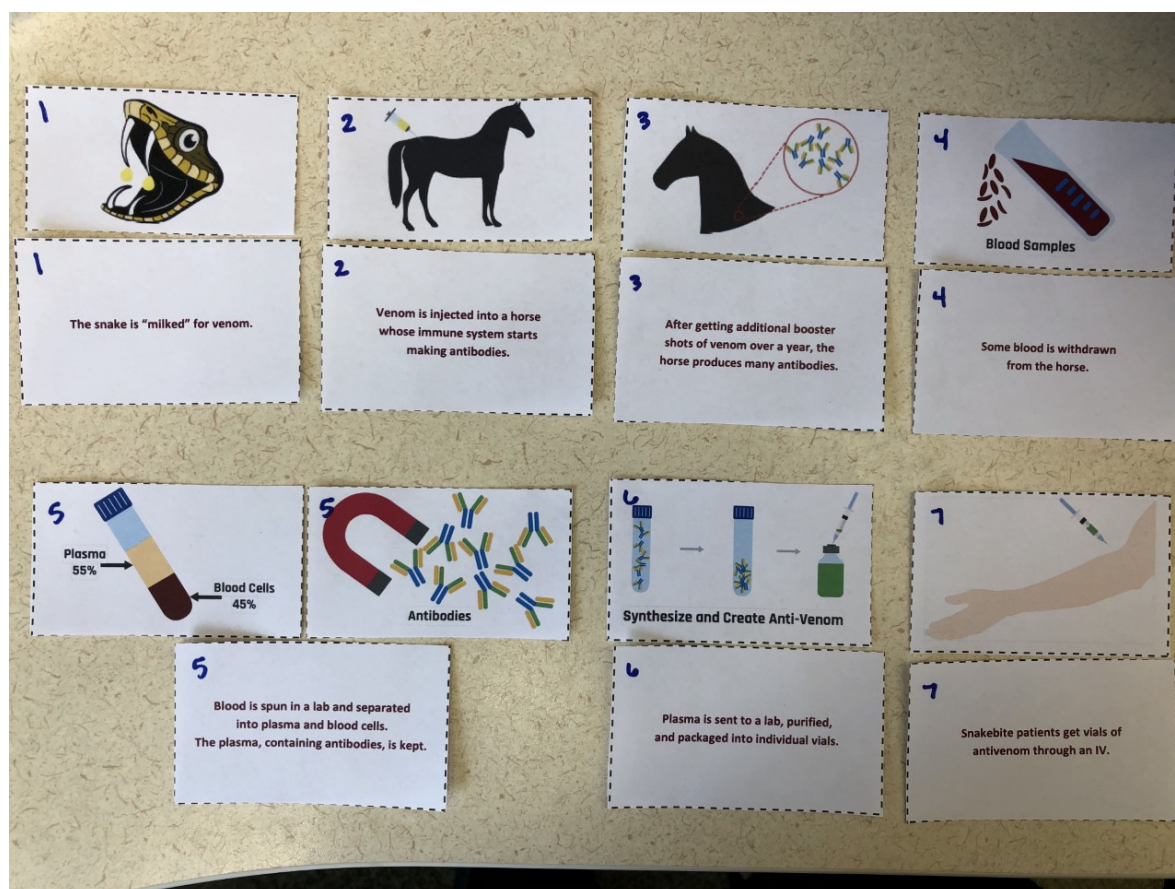 1
2
3
4
Blood Samples
1
The snake is “milked” for venom.
2
Venom is injected into a horse
whose immune system starts
making antibodies.
3
After getting additional booster
shots of venom over a year, the
horse produces many antibodies.
4
Some blood is withdrawn
from the horse.
5
Plasma
55%
Blood Cells
45%
5
Antibodies
6
Synthesize and Create Anti-Venom
7
5
Blood is spun in a lab and separated
into plasma and blood cells.
The plasma, containing antibodies, is kept.
6
Plasma is sent to a lab, purified,
and packaged into individual vials.
7
Snakebite patients get vials of
antivenom through an IV.